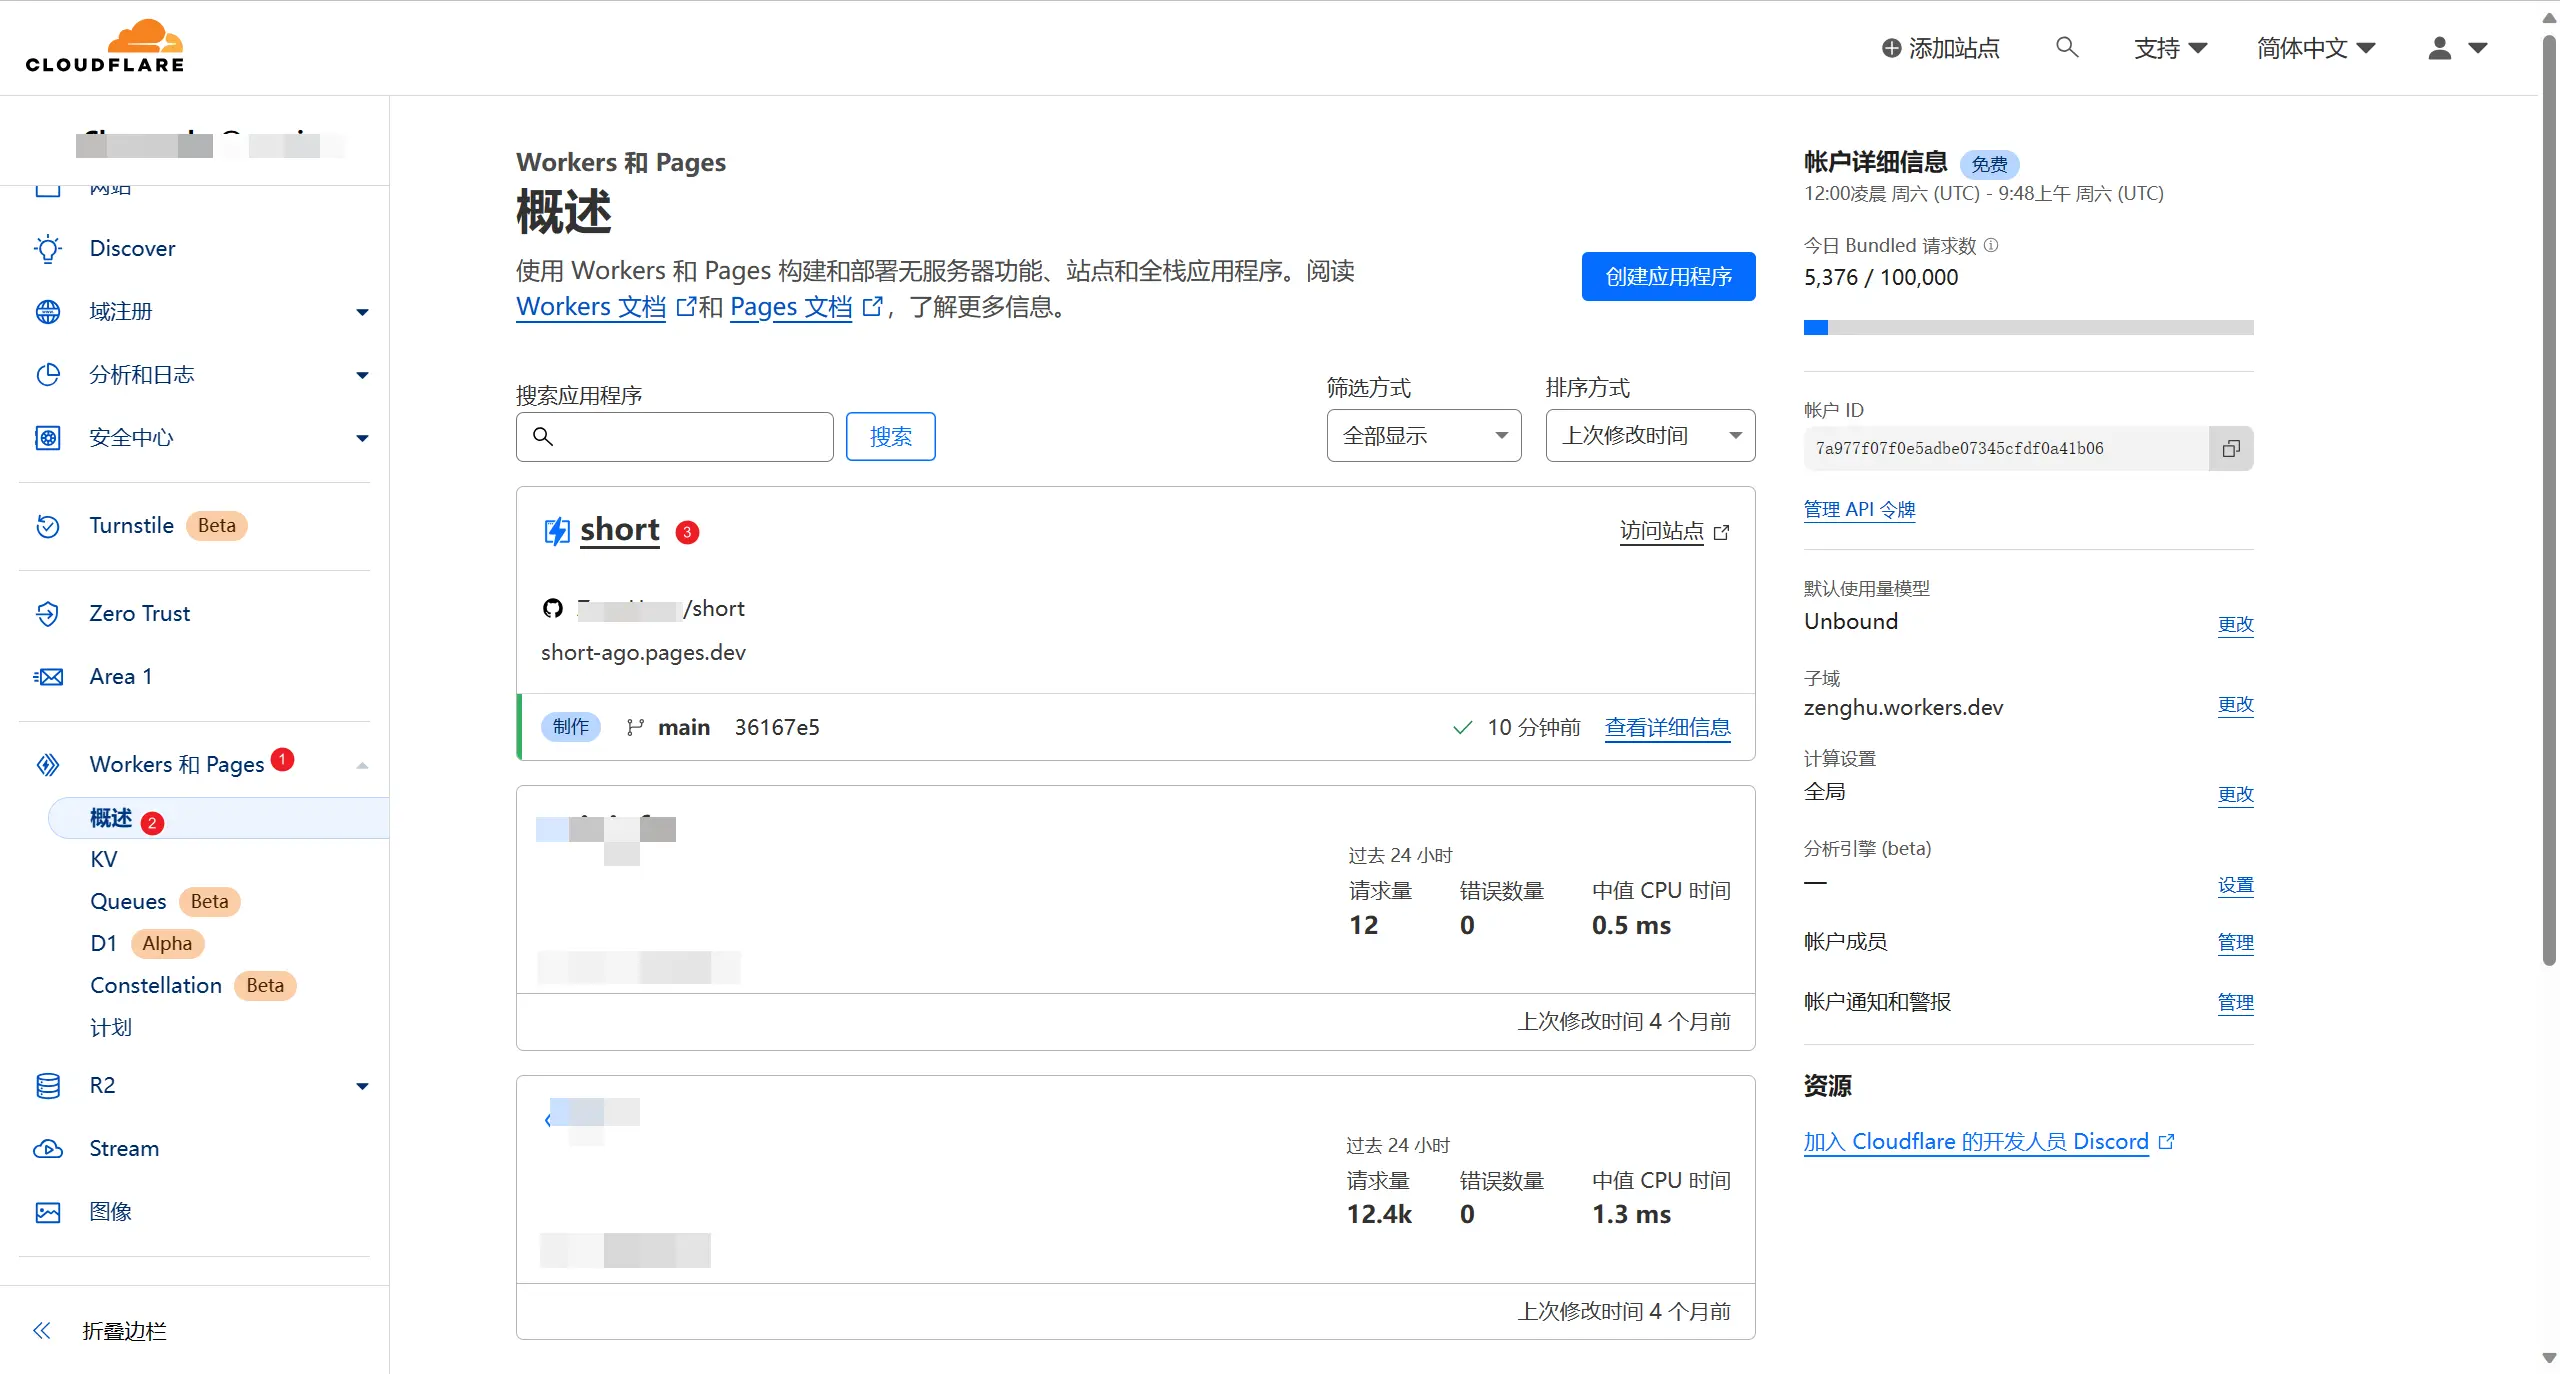 CLOUDFLARE
添加站点
支持
简体中文
网站
Discover
域注册
分析和日志
安全中心
Turnstile Beta
Zero Trust
Area 1
Workers 和 Pages 1
概述 2
KV
Queues Beta
D1 Alpha
Constellation Beta
计划
R2
Stream
图像
折叠边栏
Workers 和 Pages
概述
使用 Workers 和 Pages 构建和部署无服务器功能、站点和全栈应用程序。阅读
Workers 文档 和 Pages 文档 ，了解更多信息。
创建应用程序
搜索应用程序
搜索
筛选方式
全部显示
排序方式
上次修改时间
short 3
访问站点
/short
short-ago.pages.dev
制作 main 36167e5
10 分钟前 查看详细信息
过去 24 小时
请求量 错误数量 中值 CPU 时间
12 0 0.5 ms
上次修改时间 4 个月前
过去 24 小时
请求量 错误数量 中值 CPU 时间
12.4k 0 1.3 ms
上次修改时间 4 个月前
帐户详细信息 免费
12:00凌晨 周六 (UTC) - 9:48上午 周六 (UTC)
今日 Bundled 请求数
5,376 / 100,000
帐户 ID
7a977f07f0e5adbe07345cfdf0a41b06
管理 API 令牌
默认使用量模型
Unbound
更改
子域
zenghu.workers.dev
更改
计算设置
全局
更改
分析引擎 (beta)
—
设置
帐户成员
管理
帐户通知和警报
管理
资源
加入 Cloudflare 的开发人员 Discord